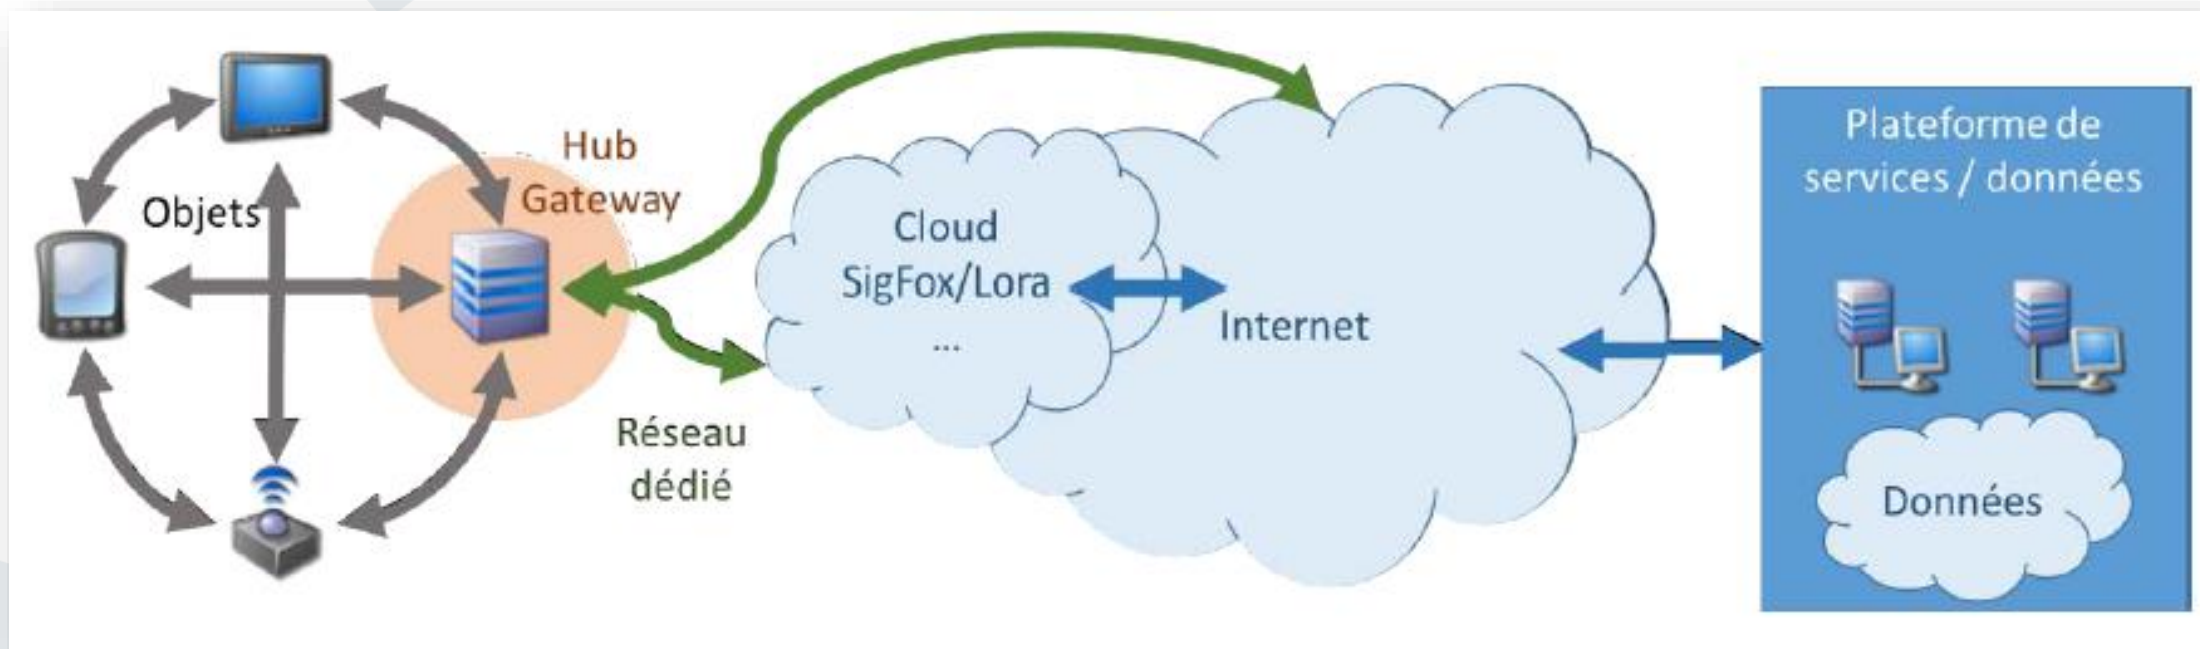 Objets
Hub
Gateway
Réseau
dédié
Cloud
SigFox/Lora
...
Internet
Plateforme de
services / données
Données